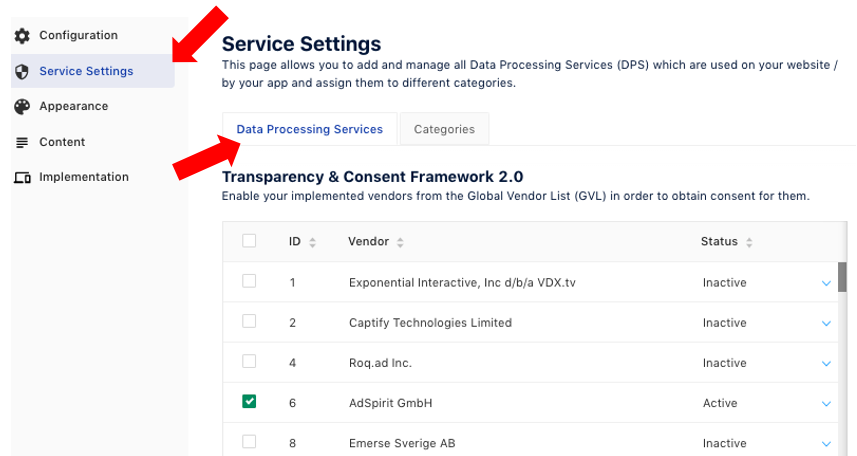 Configuration
Service Settings
Appearance
Content
Implementation
Service Settings
This page allows you to add and manage all Data Processing Services (DPS) which are used on your website /
by your app and assign them to different categories.
Data Processing Services Categories
Transparency & Consent Framework 2.0
Enable your implemented vendors from the Global Vendor List (GVL) in order to obtain consent for them.
ID Vendor Status
1 Exponential Interactive, Inc d/b/a VDX.tv Inactive
2 Captify Technologies Limited Inactive
4 Roq.ad Inc. Inactive
6 AdSpirit GmbH Active
8 Emerse Sverige AB Inactive